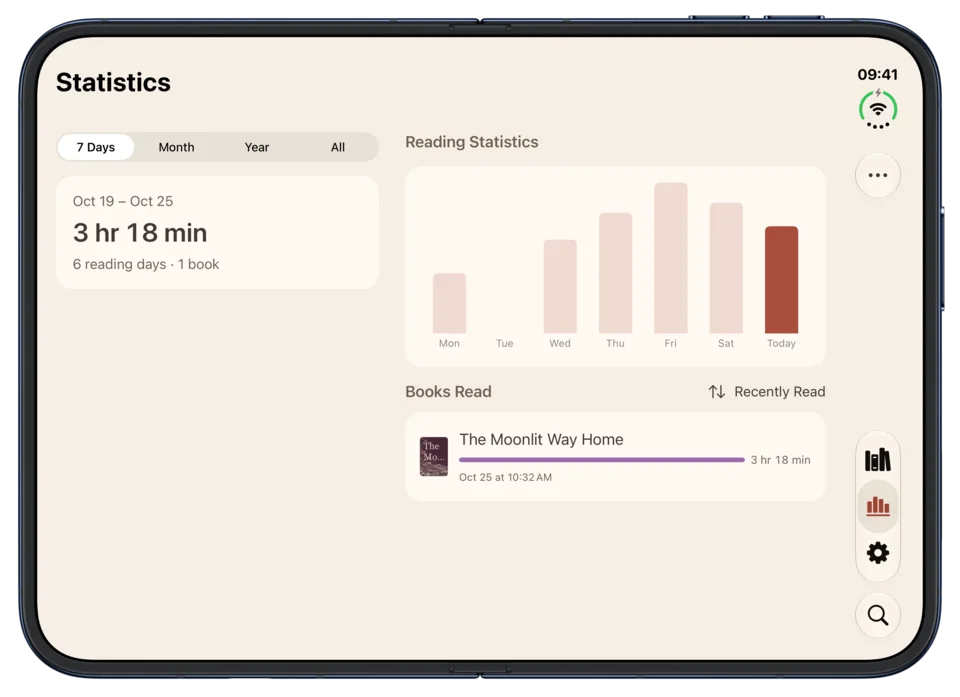 Statistics
09:41
7 Days Month Year All
Oct 19 – Oct 25
3 hr 18 min
6 reading days · 1 book
Reading Statistics
Mon Tue Wed Thu Fri Sat Today
Books Read
Recently Read
The Mo...
The Moonlit Way Home
3 hr 18 min
Oct 25 at 10:32 AM